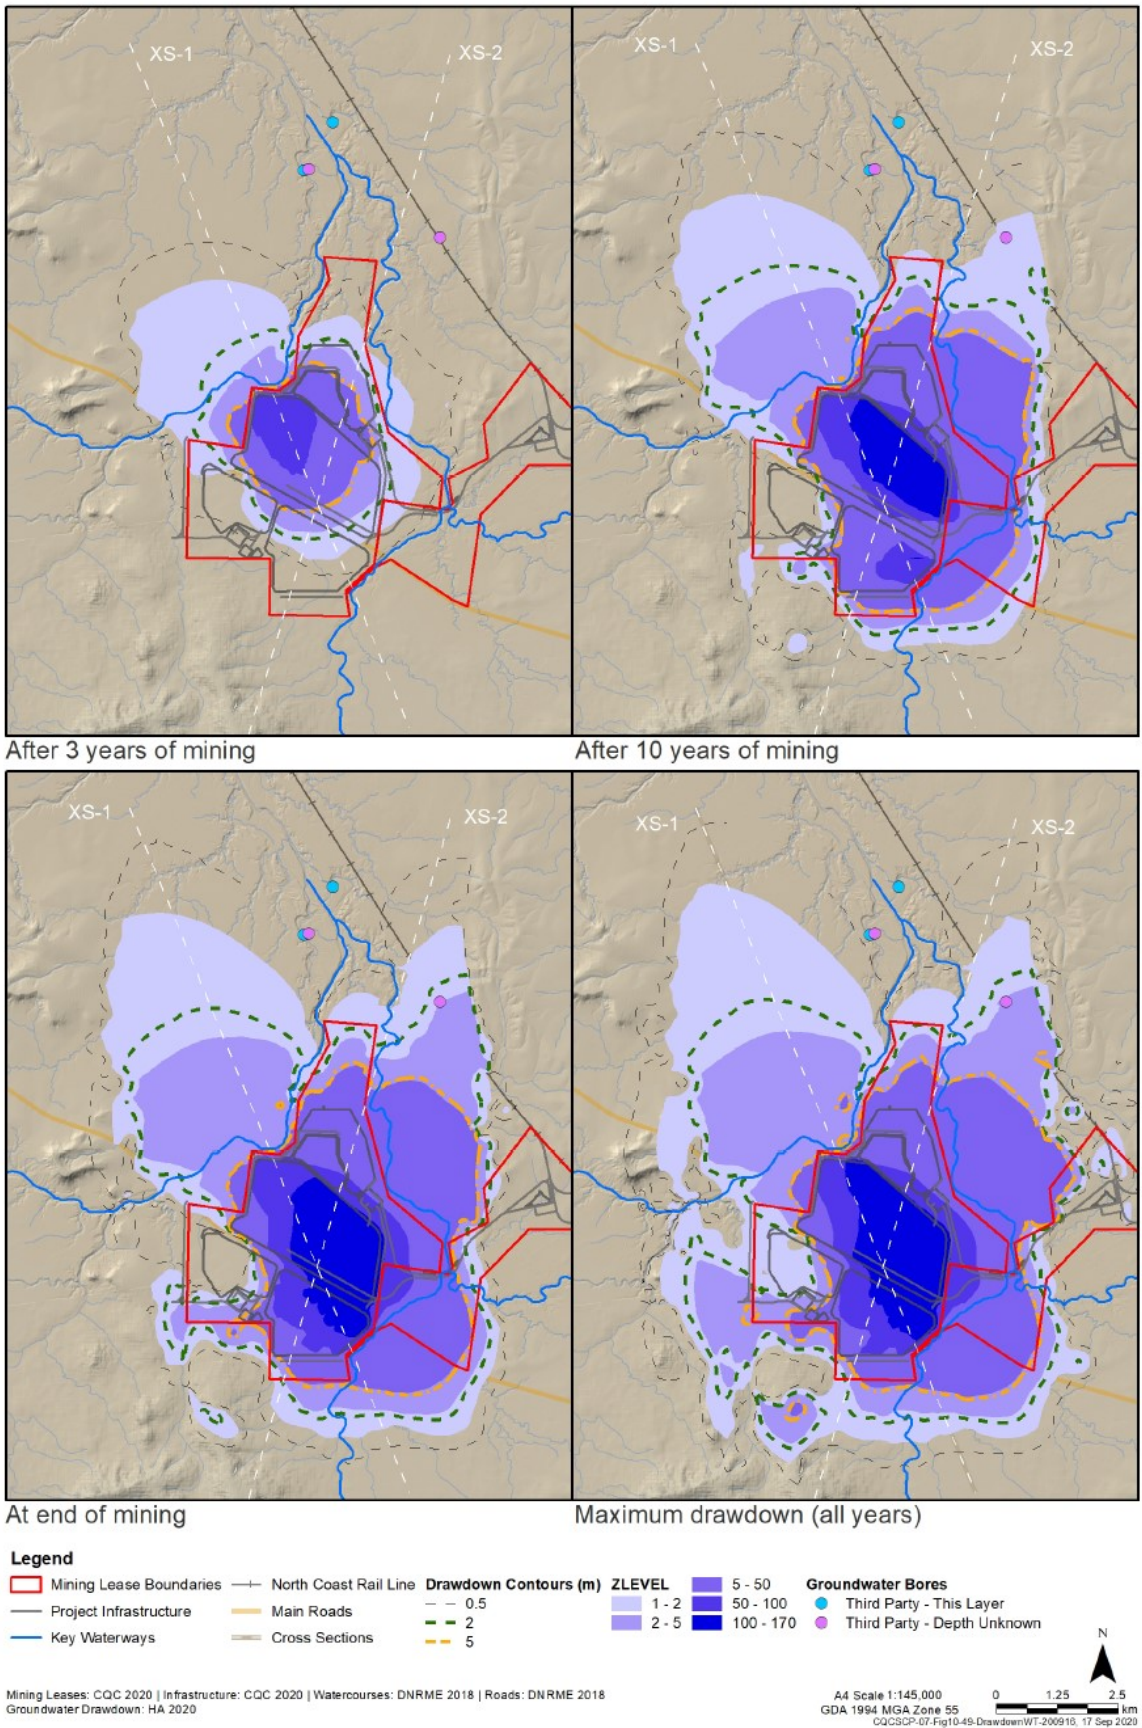 XS-1
XS-2
XS-1
XS-2
After 3 years of mining
After 10 years of mining
XS-1
XS-2
XS-1
XS-2
At end of mining
Maximum drawdown (all years)
Legend
Mining Lease Boundaries
Project Infrastructure
Key Waterways
North Coast Rail Line
Main Roads
Cross Sections
Drawdown Contours (m)
0.5
2
5
ZLEVEL
1 - 2
2 - 5
5 - 50
50 - 100
100 - 170
Groundwater Bores
Third Party - This Layer
Third Party - Depth Unknown
N
Mining Leases: CQC 2020 | Infrastructure: CQC 2020 | Watercourses: DNRME 2018 | Roads: DNRME 2018
Groundwater Drawdown: HA 2020
A4 Scale 1:145,000
GDA 1994 MGA Zone 55
0 1.25 2.5
km
CQCSCP-07-Fig10-49-DrawdownWT-200916, 17 Sep 2020